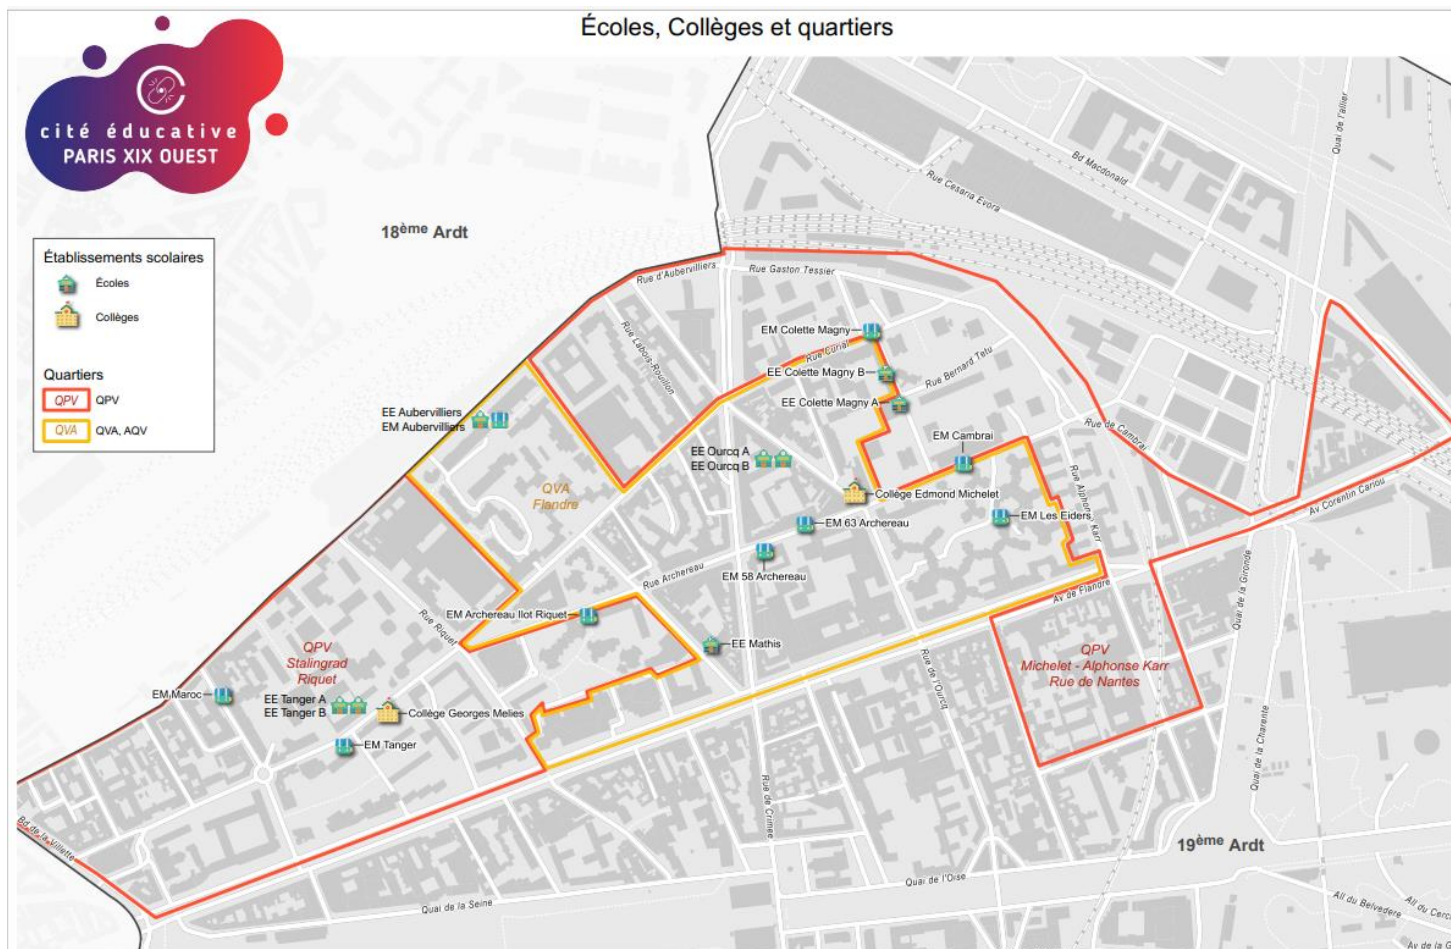 Écoles, Collèges et quartiers
cité éducative
PARIS XIX OUEST
18ème Ardt
Établissements scolaires
Écoles
Collèges
Quartiers
QPV QPV
QVA QVA, AQV
Quai de l'allier
Bd Macdonald
Rue Cesaria Evora
Rue d'Aubervilliers
Rue Gaston Tessier
Rue Labois-Rouillon
EM Colette Magny
Rue Curial
EE Colette Magny B
Rue Bernard Tetu
EE Colette Magny A
EE Aubervilliers
EM Aubervilliers
Rue de Cambrai
EM Cambrai
EE Ourcq A
EE Ourcq B
Rue Alphonse Karr
QVA
Flandre
Collège Edmond Michelet
Av Corentin Cariou
EM Les Eiders
EM 63 Archereau
EM 58 Archereau
Rue Archereau
Quai de la Gironde
Av de Flandre
EM Archereau Ilot Riquet
Rue Riquet
EE Mathis
QPV
Stalingrad
Riquet
QPV
Michelet - Alphonse Karr
Rue de Nantes
Rue de l'Ourcq
EM Maroc
EE Tanger A
EE Tanger B
Collège Georges Melies
EM Tanger
Quai de la Charente
Rue de Crimee
Bd de la Villette
19ème Ardt
Quai de l'Oise
Quai de la Seine
All du Belvedere
All du Cerc
Av de la C